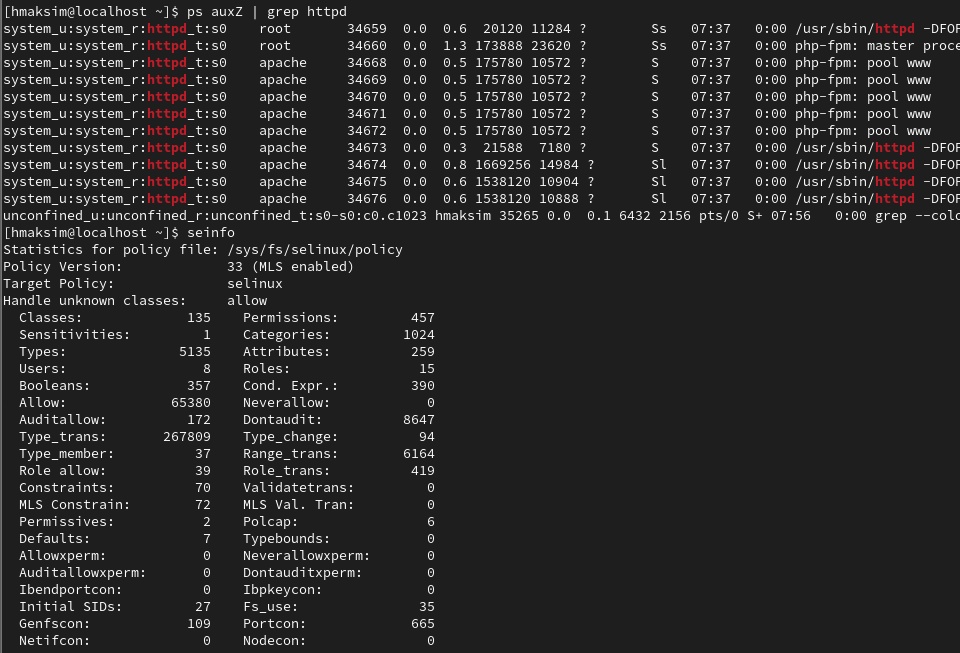 [hmaksim@localhost ~]$ ps auxZ | grep httpd
system_u:system_r:httpd_t:s0    root       34659  0.0  0.6  20120 11284 ?        Ss   07:37   0:00 /usr/sbin/httpd -DFOR
system_u:system_r:httpd_t:s0    root       34660  0.0  1.3 173888 23620 ?        Ss   07:37   0:00 php-fpm: master proce
system_u:system_r:httpd_t:s0    apache     34668  0.0  0.5 175780 10572 ?        S    07:37   0:00 php-fpm: pool www
system_u:system_r:httpd_t:s0    apache     34669  0.0  0.5 175780 10572 ?        S    07:37   0:00 php-fpm: pool www
system_u:system_r:httpd_t:s0    apache     34670  0.0  0.5 175780 10572 ?        S    07:37   0:00 php-fpm: pool www
system_u:system_r:httpd_t:s0    apache     34671  0.0  0.5 175780 10572 ?        S    07:37   0:00 php-fpm: pool www
system_u:system_r:httpd_t:s0    apache     34672  0.0  0.5 175780 10572 ?        S    07:37   0:00 php-fpm: pool www
system_u:system_r:httpd_t:s0    apache     34673  0.0  0.3  21588  7180 ?        S    07:37   0:00 /usr/sbin/httpd -DFOR
system_u:system_r:httpd_t:s0    apache     34674  0.0  0.8 1669256 14984 ?       Sl   07:37   0:00 /usr/sbin/httpd -DFOR
system_u:system_r:httpd_t:s0    apache     34675  0.0  0.6 1538120 10904 ?       Sl   07:37   0:00 /usr/sbin/httpd -DFOR
system_u:system_r:httpd_t:s0    apache     34676  0.0  0.6 1538120 10888 ?       Sl   07:37   0:00 /usr/sbin/httpd -DFOR
unconfined_u:unconfined_r:unconfined_t:s0-s0:c0.c1023 hmaksim 35265 0.0  0.1 6432 2156 pts/0 S+ 07:56   0:00 grep --colo
[hmaksim@localhost ~]$ seinfo
Statistics for policy file: /sys/fs/selinux/policy
Policy Version:             33 (MLS enabled)
Target Policy:              selinux
Handle unknown classes:     allow
  Classes:             135    Permissions:         457
  Sensitivities:         1    Categories:         1024
  Types:              5135    Attributes:          259
  Users:                 8    Roles:                15
  Booleans:            357    Cond. Expr.:         390
  Allow:             65380    Neverallow:            0
  Auditallow:          172    Dontaudit:          8647
  Type_trans:       267809    Type_change:          94
  Type_member:          37    Range_trans:        6164
  Role allow:           39    Role_trans:          419
  Constraints:          70    Validatetrans:         0
  MLS Constrain:        72    MLS Val. Tran:         0
  Permissives:           2    Polcap:                6
  Defaults:              7    Typebounds:            0
  Allowxperm:            0    Neverallowxperm:       0
  Auditallowxperm:       0    Dontauditxperm:        0
  Ibendportcon:          0    Ibpkeycon:             0
  Initial SIDs:         27    Fs_use:               35
  Genfscon:            109    Portcon:             665
  Netifcon:              0    Nodecon:               0